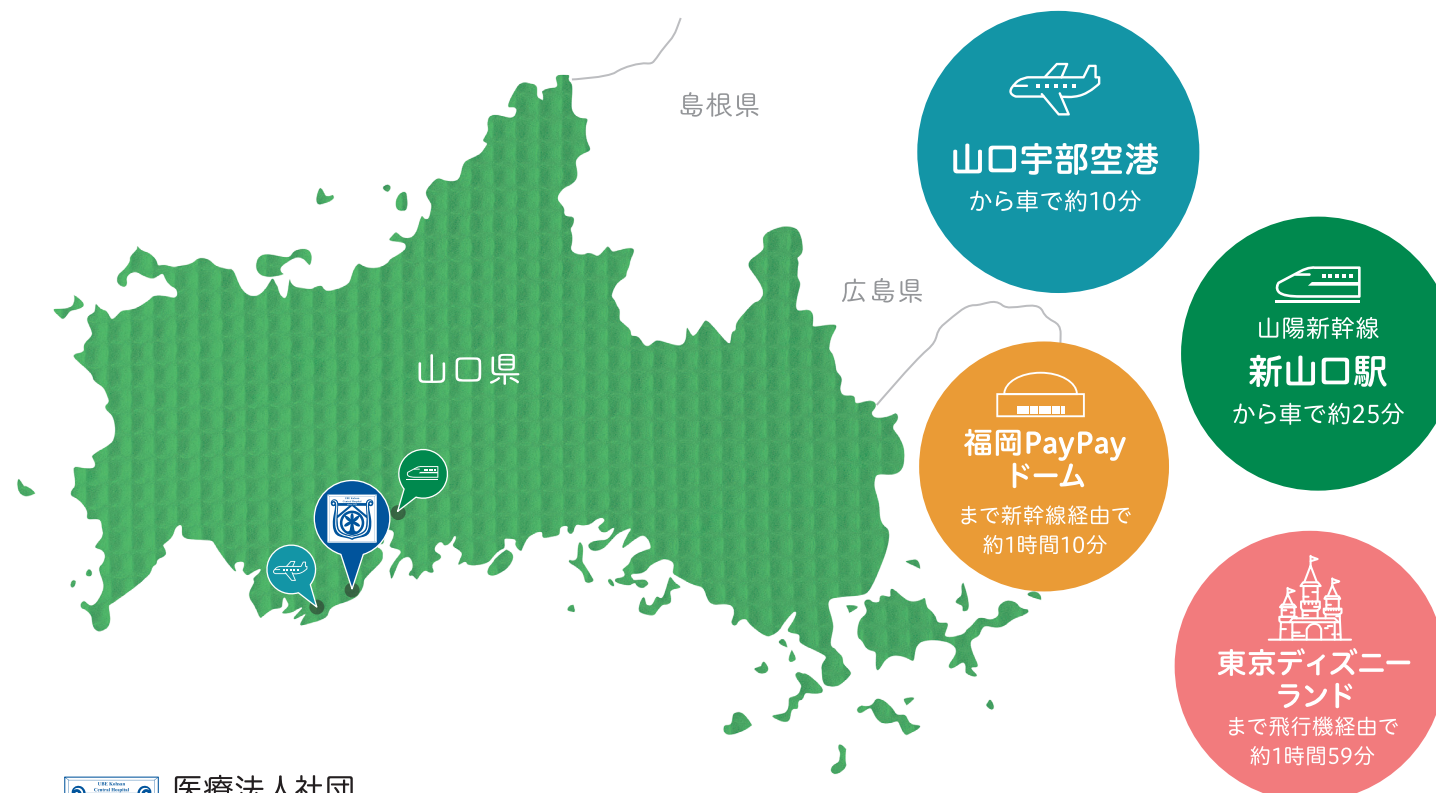 島根県
山口宇部空港
から車で約10分
広島県
山陽新幹線
新山口駅
から車で約25分
山口県
福岡PayPay
ドーム
まで新幹線経由で
約1時間10分
東京ディズニー
ランド
まで飛行機経由で
約1時間59分
UBE Kohsan
Central Hospital
医療法人社団